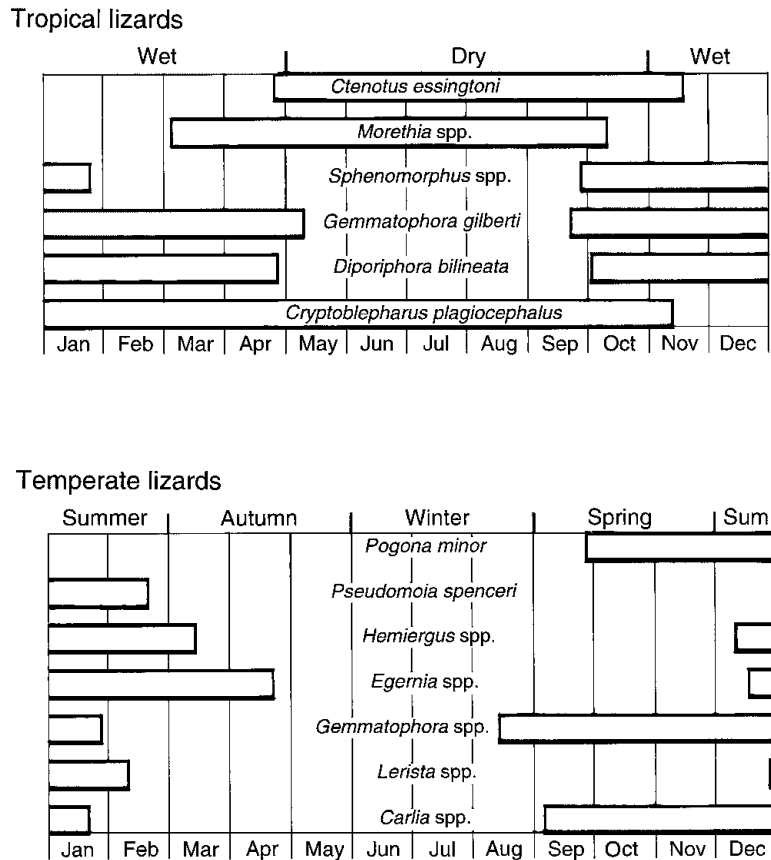 Tropical lizards
Wet Dry Wet
Ctenotus essingtoni
Morethia spp.
Sphenomorphus spp.
Gemmatophora gilberti
Diporiphora bilineata
Cryptoblepharus plagiocephalus
Jan Feb Mar Apr May Jun Jul Aug Sep Oct Nov Dec
Temperate lizards
Summer Autumn Winter Spring Sum
Pogona minor
Pseudomoia spenceri
Hemiergus spp.
Egernia spp.
Gemmatophora spp.
Lerista spp.
Carlia spp.
Jan Feb Mar Apr May Jun Jul Aug Sep Oct Nov Dec